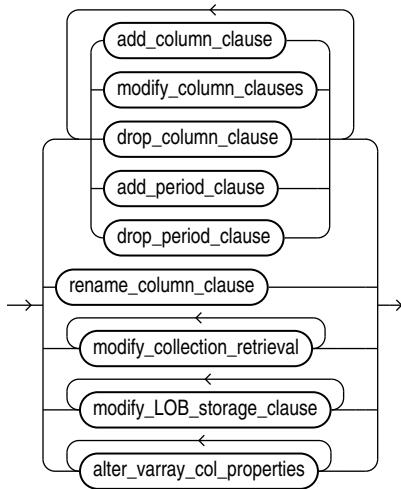 add_column_clause
modify_column_clauses
drop_column_clause
add_period_clause
drop_period_clause
rename_column_clause
modify_collection_retrieval
modify_LOB_storage_clause
alter_varray_col_properties